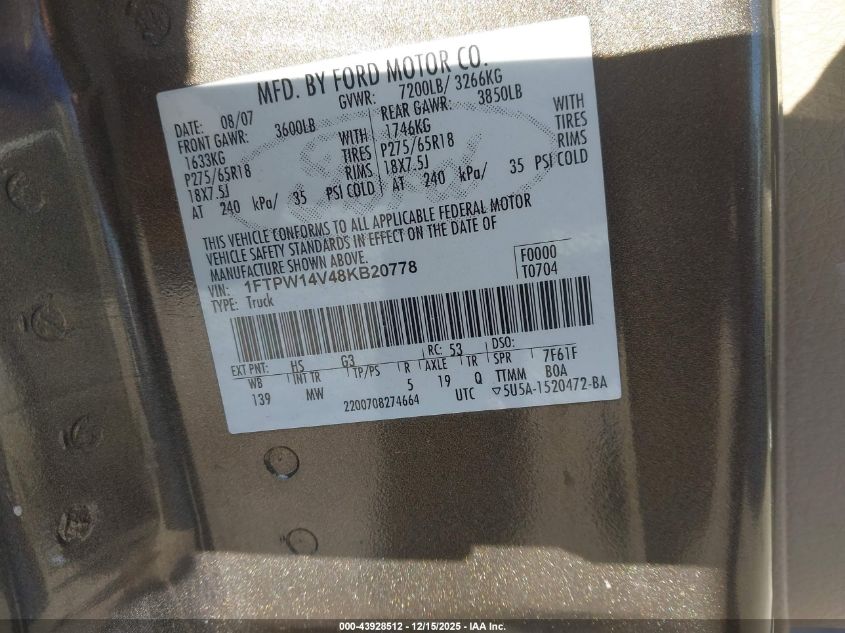 MFD. BY FORD MOTOR CO.
DATE: 08/07 GVWR: 7200LB/ 3266KG
FRONT GAWR: 3600LB REAR GAWR: 3850LB
1633KG WITH 1746KG WITH
P275/65R18 TIRES P275/65R18 TIRES
18X7.5J RIMS 18X7.5J RIMS
AT 240 kPa/ 35 PSI COLD AT 240 kPa/ 35 PSI COLD
THIS VEHICLE CONFORMS TO ALL APPLICABLE FEDERAL MOTOR
VEHICLE SAFETY STANDARDS IN EFFECT ON THE DATE OF
MANUFACTURE SHOWN ABOVE.
VIN: 1FTPW14V48KB20778 F0000
TYPE: Truck T0704
EXT PNT: HS G3 RC: 53 DSO:
WB INT TR TP/PS R AXLE TR SPR 7F61F
139 MW 5 19 Q TTMM BOA
2200708274664 UTC ▽5U5A-1520472-BA
000-43928512 - 12/15/2025 - IAA Inc.